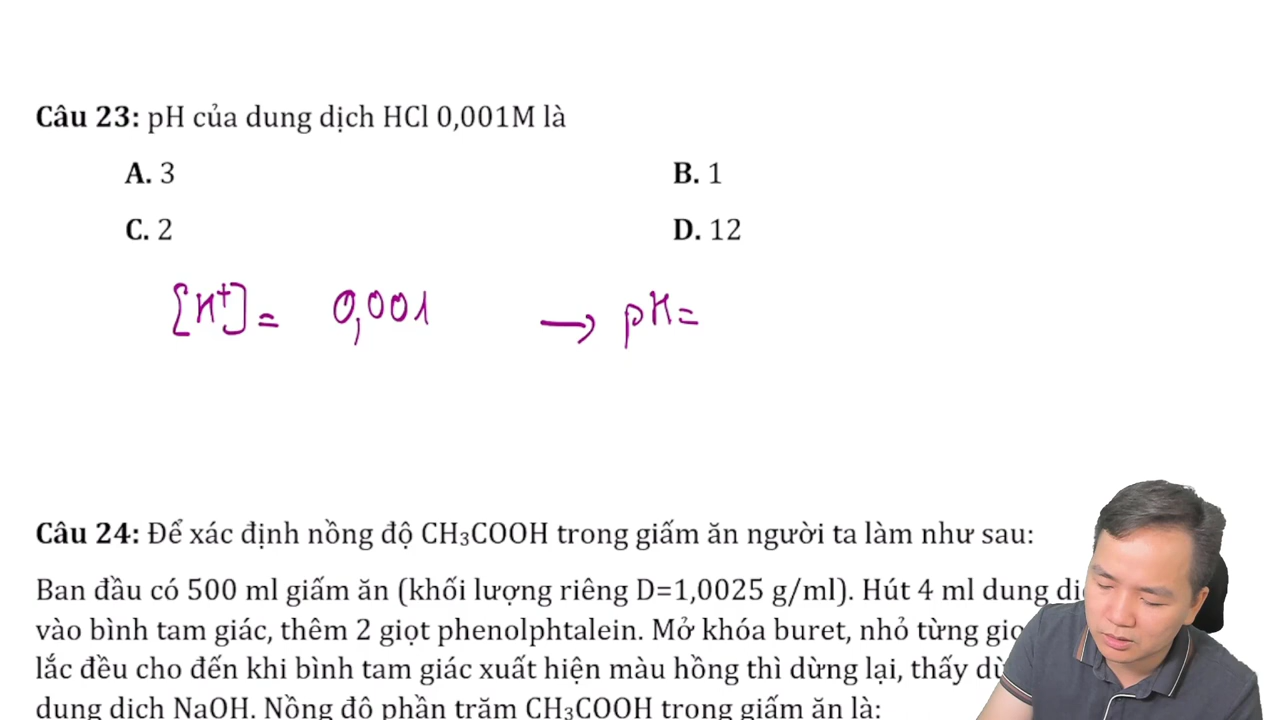 Câu 23: pH của dung dịch HCl 0,001M là
A. 3 B. 1
C. 2 D. 12
[H+] = 0,001 → pH =
Câu 24: Để xác định nồng độ CH₃COOH trong giấm ăn người ta làm như sau:
Ban đầu có 500 ml giấm ăn (khối lượng riêng D=1,0025 g/ml). Hút 4 ml dung
vào bình tam giác, thêm 2 giọt phenolphtalein. Mở khóa buret, nhỏ từng
lắc đều cho đến khi bình tam giác xuất hiện màu hồng thì dừng lại, thấy
dung dịch NaOH. Nồng độ phần trăm CH₃COOH trong giấm ăn là: